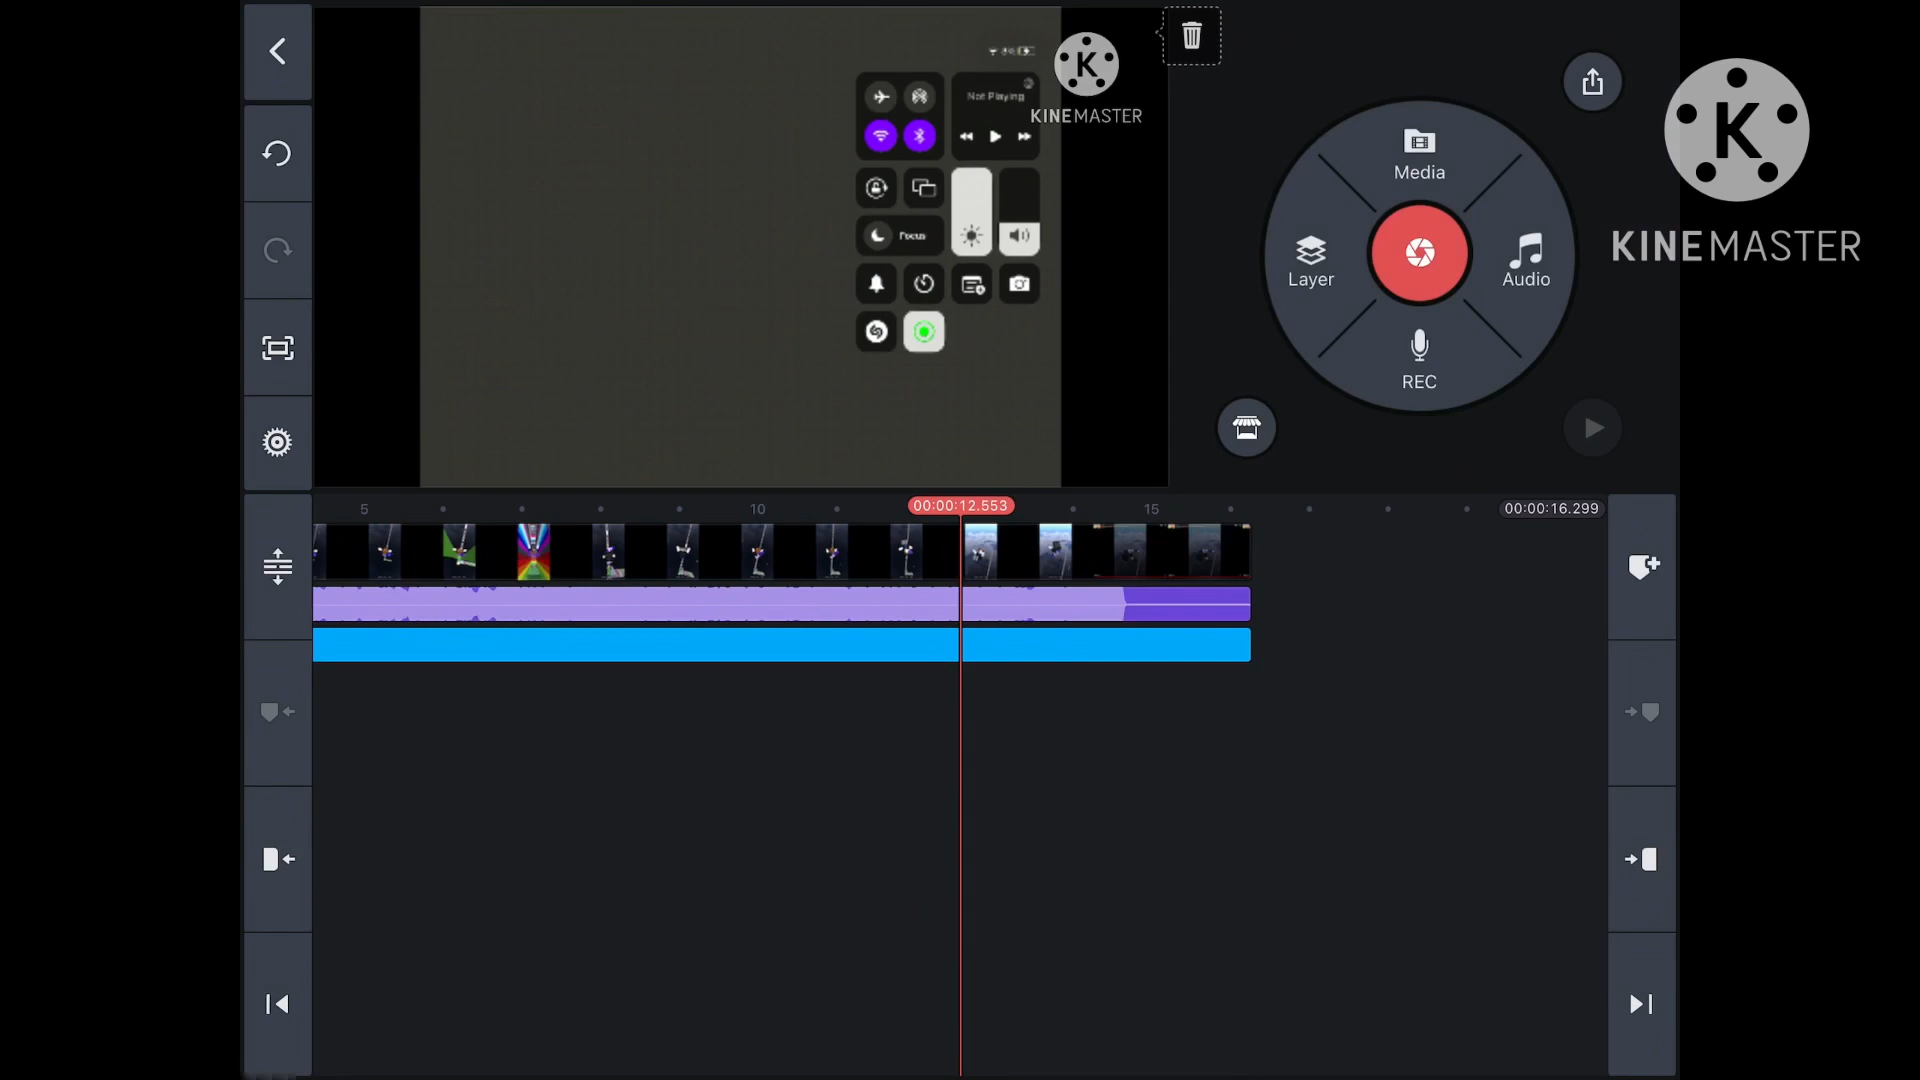 Not Playing
K
KINEMASTER
Focus
Media
Layer
Audio
REC
K
KINEMASTER
5
10
00:00:12.553
15
00:00:16.299